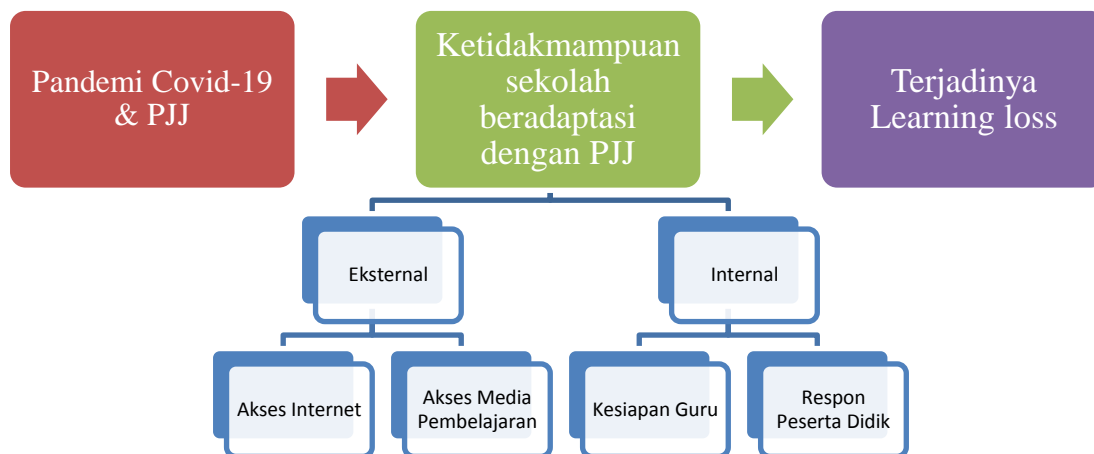 Pandemi Covid-19
& PJJ
Ketidakmampuan
sekolah
beradaptasi
dengan PJJ
Terjadinya
Learning loss
Eksternal
Internal
Akses Internet
Akses Media
Pembelajaran
Kesiapan Guru
Respon
Peserta Didik